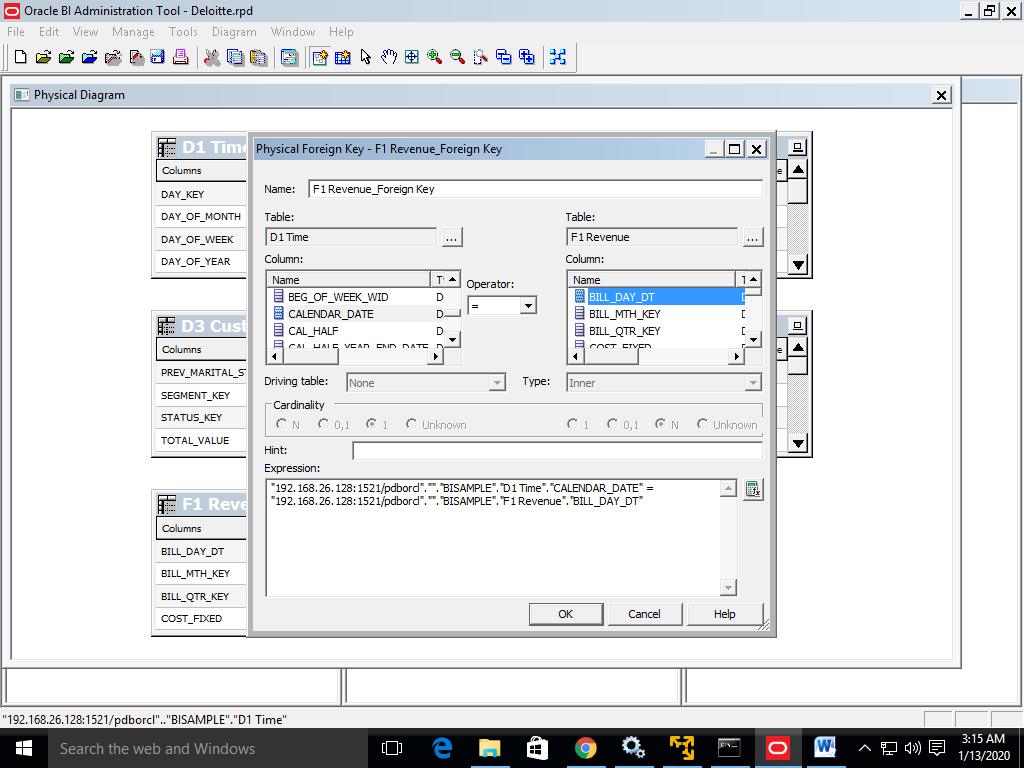 Oracle BI Administration Tool - Deloitte.rpd
File Edit View Manage Tools Diagram Window Help
Physical Diagram
D1 Time
Columns
DAY_KEY
DAY_OF_MONTH
DAY_OF_WEEK
DAY_OF_YEAR
D3 Cust
Columns
PREV_MARITAL_ST
SEGMENT_KEY
STATUS_KEY
TOTAL_VALUE
F1 Reve
Columns
BILL_DAY_DT
BILL_MTH_KEY
BILL_QTR_KEY
COST_FIXED
Physical Foreign Key - F1 Revenue_Foreign Key
Name: F1 Revenue_Foreign Key
Table: Table:
D1 Time ... F1 Revenue ...
Column: Column:
Name T Operator: Name T
BEG_OF_WEEK_WID D = BILL_DAY_DT D
CALENDAR_DATE D BILL_MTH_KEY D
CAL_HALF D BILL_QTR_KEY D
CAL_HALF_YEAR_END_DATE D COST_FIXED
Driving table: None Type: Inner
Cardinality
N 0,1 1 Unknown 1 0,1 N Unknown
Hint:
Expression:
"192.168.26.128:1521/pdborcl"."".."BISAMPLE"."D1 Time"."CALENDAR_DATE" =
"192.168.26.128:1521/pdborcl"."".."BISAMPLE"."F1 Revenue"."BILL_DAY_DT"
OK Cancel Help
"192.168.26.128:1521/pdborcl".."BISAMPLE"."D1 Time"
Search the web and Windows
3:15 AM
1/13/2020